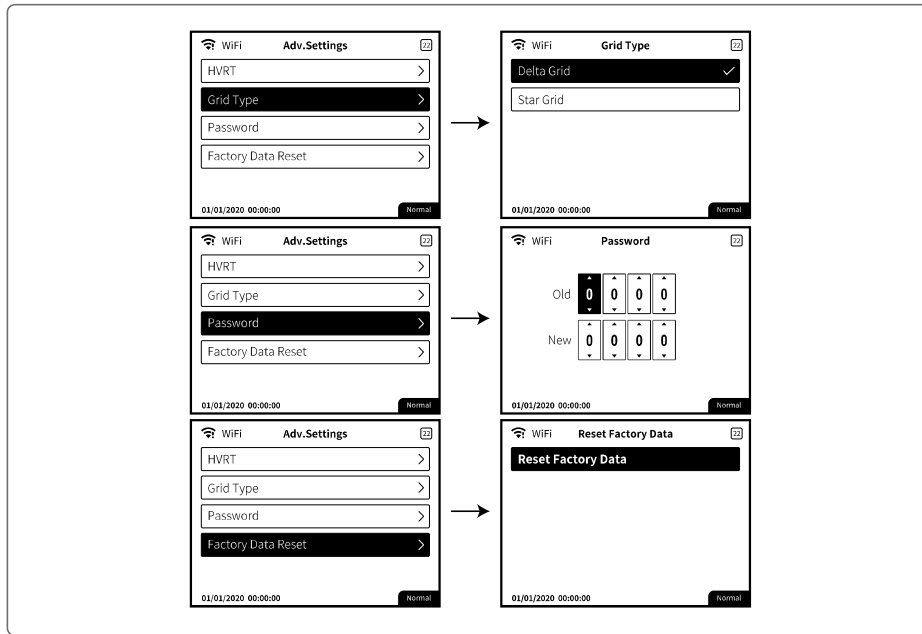 WiFi Adv.Settings 22
HVRT
Grid Type
Password
Factory Data Reset
01/01/2020 00:00:00 Normal
WiFi Grid Type 22
Delta Grid
Star Grid
01/01/2020 00:00:00 Normal
WiFi Adv.Settings 22
HVRT
Grid Type
Password
Factory Data Reset
01/01/2020 00:00:00 Normal
WiFi Password 22
Old 0 0 0 0
New 0 0 0 0
01/01/2020 00:00:00 Normal
WiFi Adv.Settings 22
HVRT
Grid Type
Password
Factory Data Reset
01/01/2020 00:00:00 Normal
WiFi Reset Factory Data 22
Reset Factory Data
01/01/2020 00:00:00 Normal